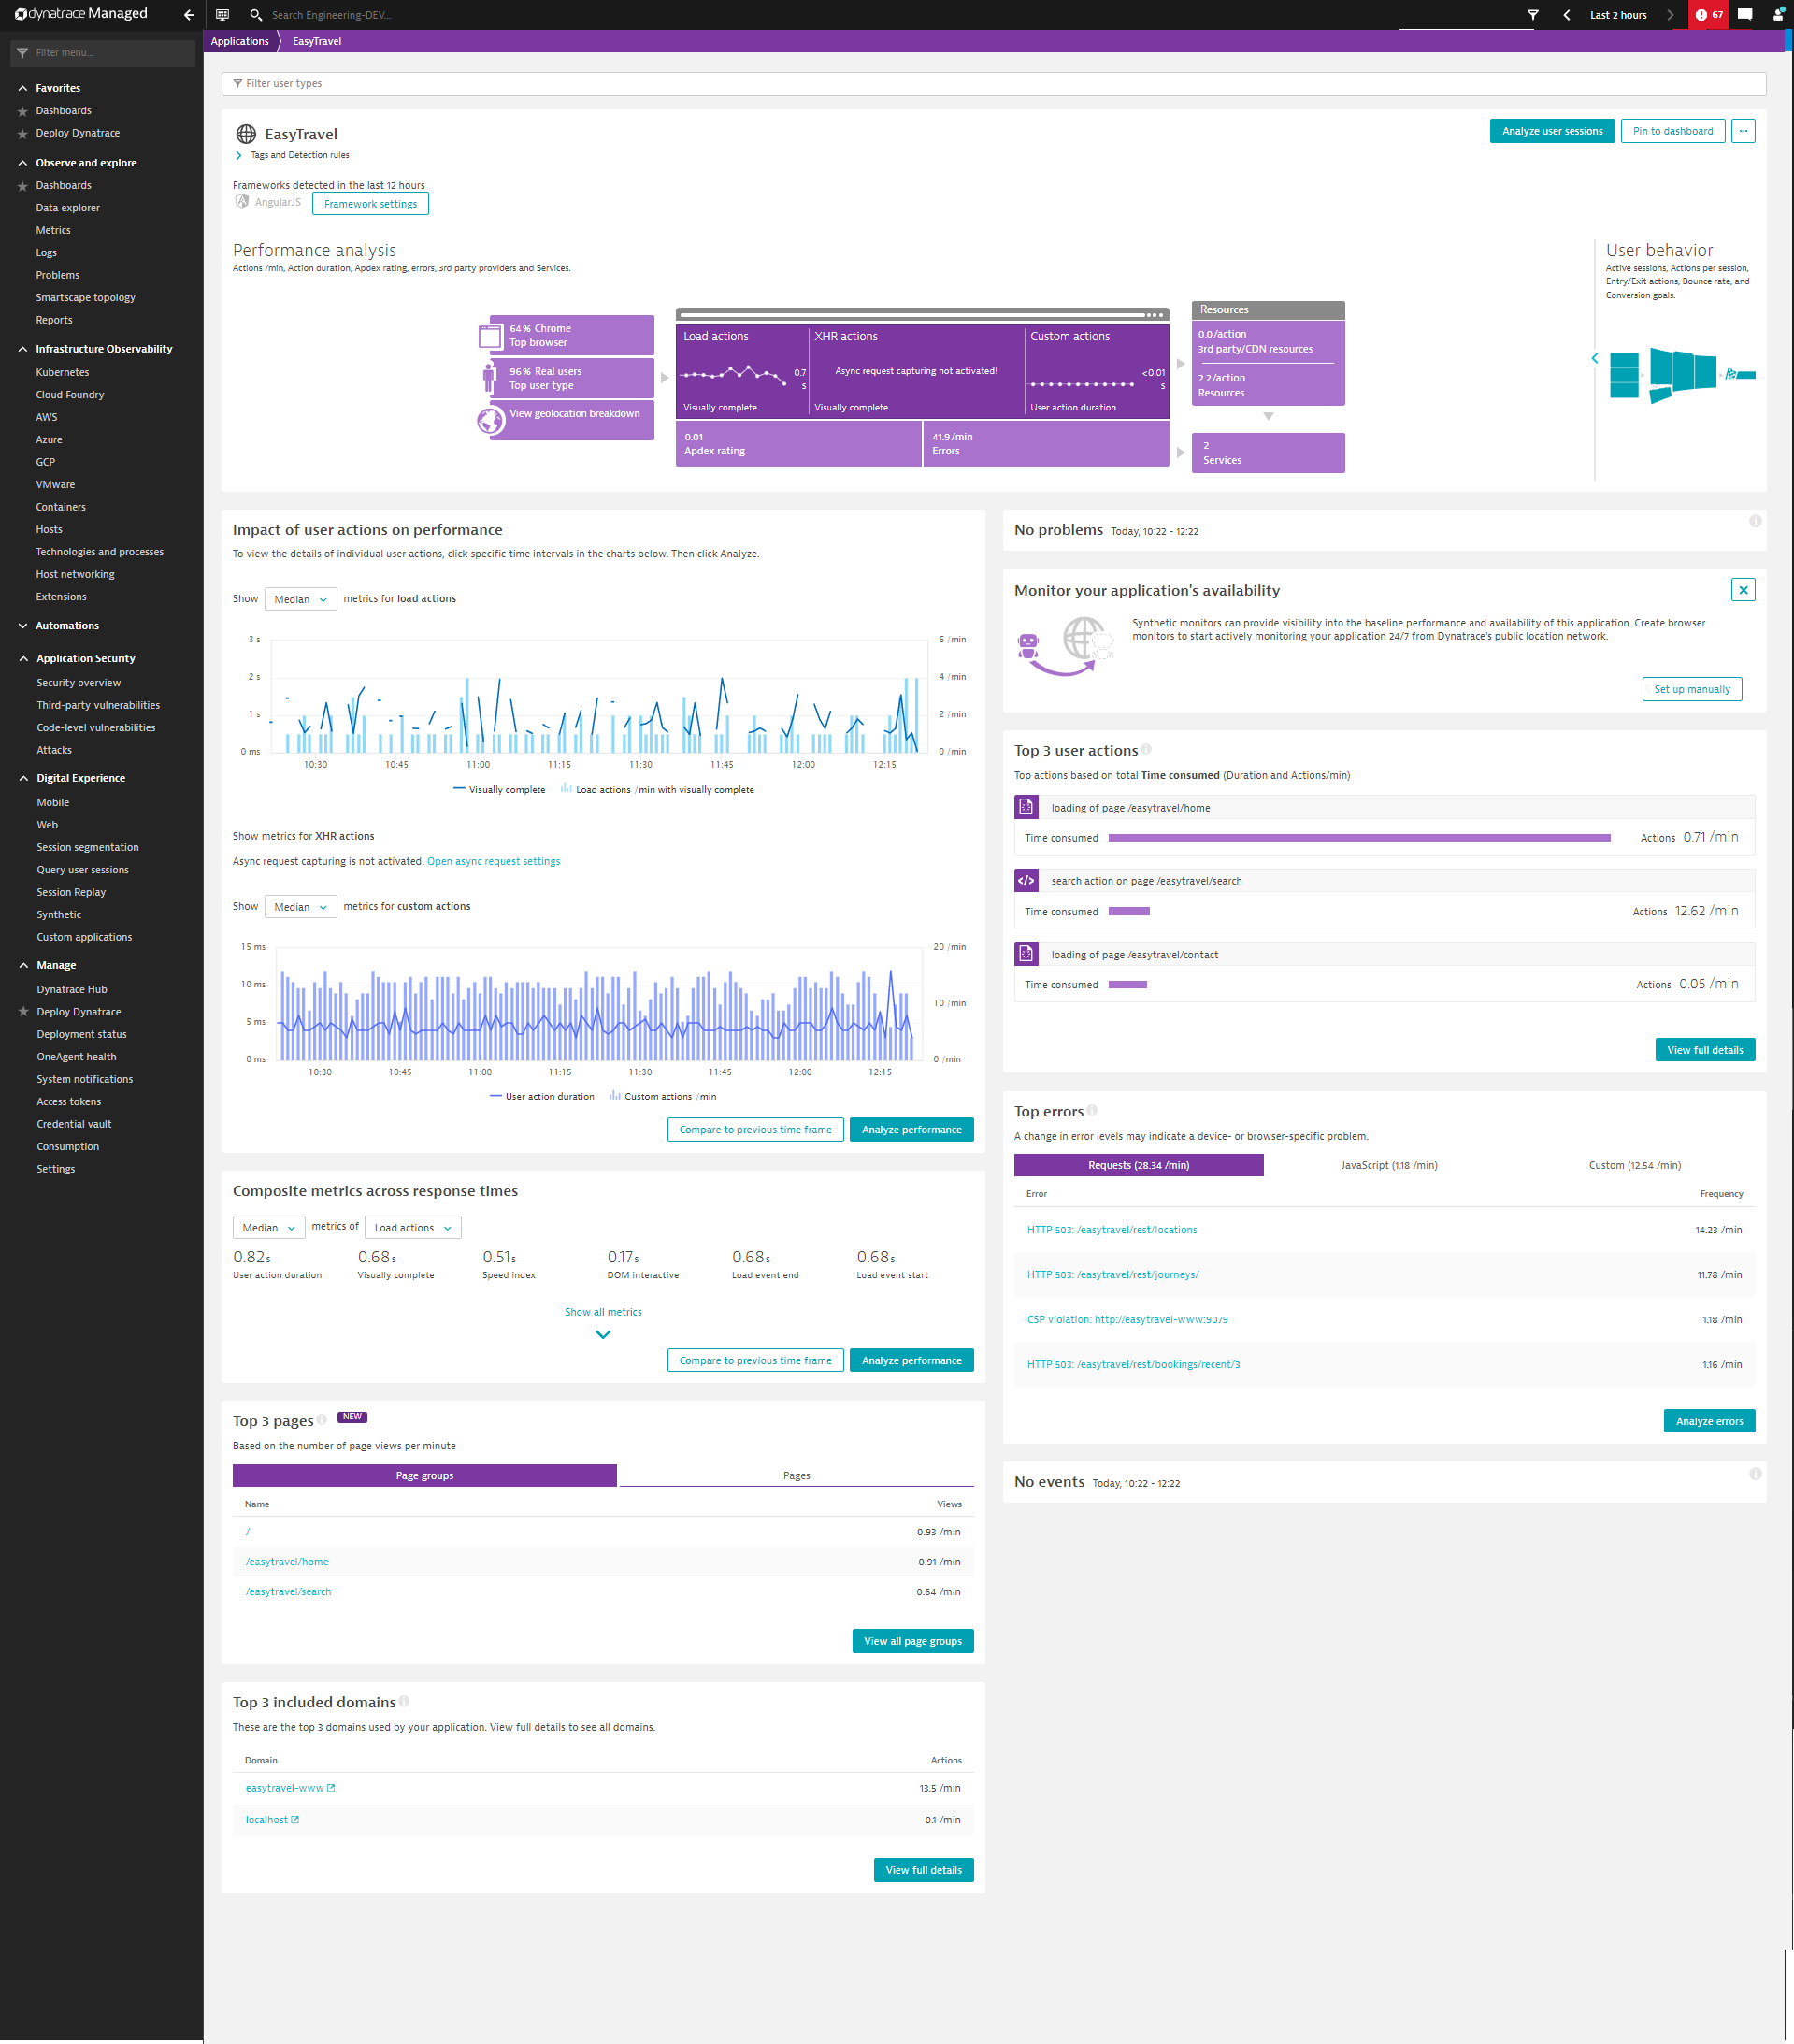 dynatrace Managed
Search Engineering-DEV...
Last 2 hours
67
Filter menu...
Favorites
Dashboards
Deploy Dynatrace
Observe and explore
Dashboards
Data explorer
Metrics
Logs
Problems
Smartscape topology
Reports
Infrastructure Observability
Kubernetes
Cloud Foundry
AWS
Azure
GCP
VMware
Containers
Hosts
Technologies and processes
Host networking
Extensions
Automations
Application Security
Security overview
Third-party vulnerabilities
Code-level vulnerabilities
Attacks
Digital Experience
Mobile
Web
Session segmentation
Query user sessions
Session Replay
Synthetic
Custom applications
Manage
Dynatrace Hub
Deploy Dynatrace
Deployment status
OneAgent health
System notifications
Access tokens
Credential vault
Consumption
Settings
Applications EasyTravel
Filter user types
EasyTravel
Tags and Detection rules
Analyze user sessions
Pin to dashboard
...
Frameworks detected in the last 12 hours
AngularJS
Framework settings
Performance analysis
Actions /min, Action duration, Apdex rating, errors, 3rd party providers and Services.
64 % Chrome
Top browser
96 % Real users
Top user type
View geolocation breakdown
Load actions
0.7
s
Visually complete
XHR actions
Async request capturing not activated!
Visually complete
Custom actions
<0.01
s
User action duration
0.01
Apdex rating
41.9 /min
Errors
Resources
0.0 /action
3rd party/CDN resources
2.2 /action
Resources
2
Services
User behavior
Active sessions, Actions per session,
Entry/Exit actions, Bounce rate, and
Conversion goals.
Impact of user actions on performance
To view the details of individual user actions, click specific time intervals in the charts below. Then click Analyze.
Show Median metrics for load actions
3 s
2 s
1 s
0 ms
6 /min
4 /min
2 /min
0 /min
10:30 10:45 11:00 11:15 11:30 11:45 12:00 12:15
Visually complete Load actions /min with visually complete
Show metrics for XHR actions
Async request capturing is not activated. Open async request settings
Show Median metrics for custom actions
15 ms
10 ms
5 ms
0 ms
20 /min
10 /min
0 /min
10:30 10:45 11:00 11:15 11:30 11:45 12:00 12:15
User action duration Custom actions /min
Compare to previous time frame
Analyze performance
Composite metrics across response times
Median metrics of Load actions
0.82 s 0.68 s 0.51 s 0.17 s 0.68 s 0.68 s
User action duration Visually complete Speed index DOM interactive Load event end Load event start
Show all metrics
Compare to previous time frame
Analyze performance
Top 3 pages NEW
Based on the number of page views per minute
Page groups Pages
Name Views
/ 0.93 /min
/easytravel/home 0.91 /min
/easytravel/search 0.64 /min
View all page groups
Top 3 included domains
These are the top 3 domains used by your application. View full details to see all domains.
Domain Actions
easytravel-www 13.5 /min
localhost 0.1 /min
View full details
No problems Today, 10:22 - 12:22
Monitor your application's availability
Synthetic monitors can provide visibility into the baseline performance and availability of this application. Create browser
monitors to start actively monitoring your application 24/7 from Dynatrace's public location network.
Set up manually
Top 3 user actions
Top actions based on total Time consumed (Duration and Actions/min)
loading of page /easytravel/home
Time consumed Actions 0.71 /min
search action on page /easytravel/search
Time consumed Actions 12.62 /min
loading of page /easytravel/contact
Time consumed Actions 0.05 /min
View full details
Top errors
A change in error levels may indicate a device- or browser-specific problem.
Requests (28.34 /min) JavaScript (1.18 /min) Custom (12.54 /min)
Error Frequency
HTTP 503: /easytravel/rest/locations 14.23 /min
HTTP 503: /easytravel/rest/journeys/ 11.78 /min
CSP violation: http://easytravel-www:9079 1.18 /min
HTTP 503: /easytravel/rest/bookings/recent/3 1.16 /min
Analyze errors
No events Today, 10:22 - 12:22